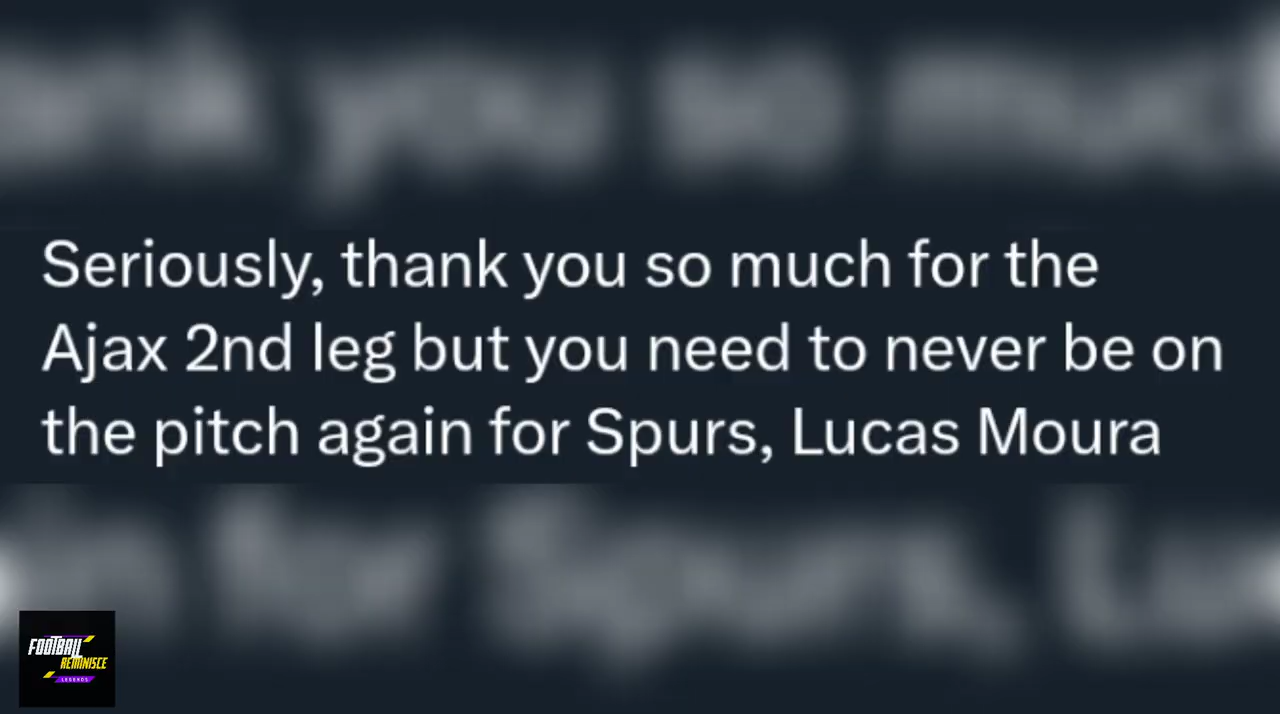 Seriously, thank you so much for the
Ajax 2nd leg but you need to never be on
the pitch again for Spurs, Lucas Moura
FOOTBALL
REMINISCE
LEGENDS